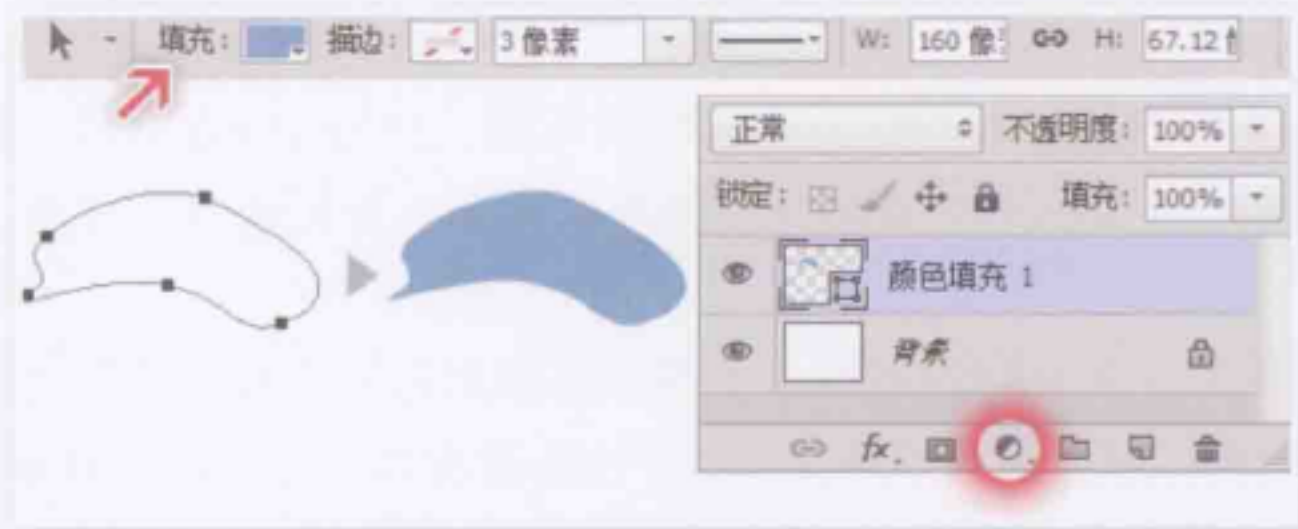 填充: 描边: 3 像素 W: 160 像 H: 67.12
正常 不透明度: 100%
锁定: 填充: 100%
颜色填充 1
背景
fx.